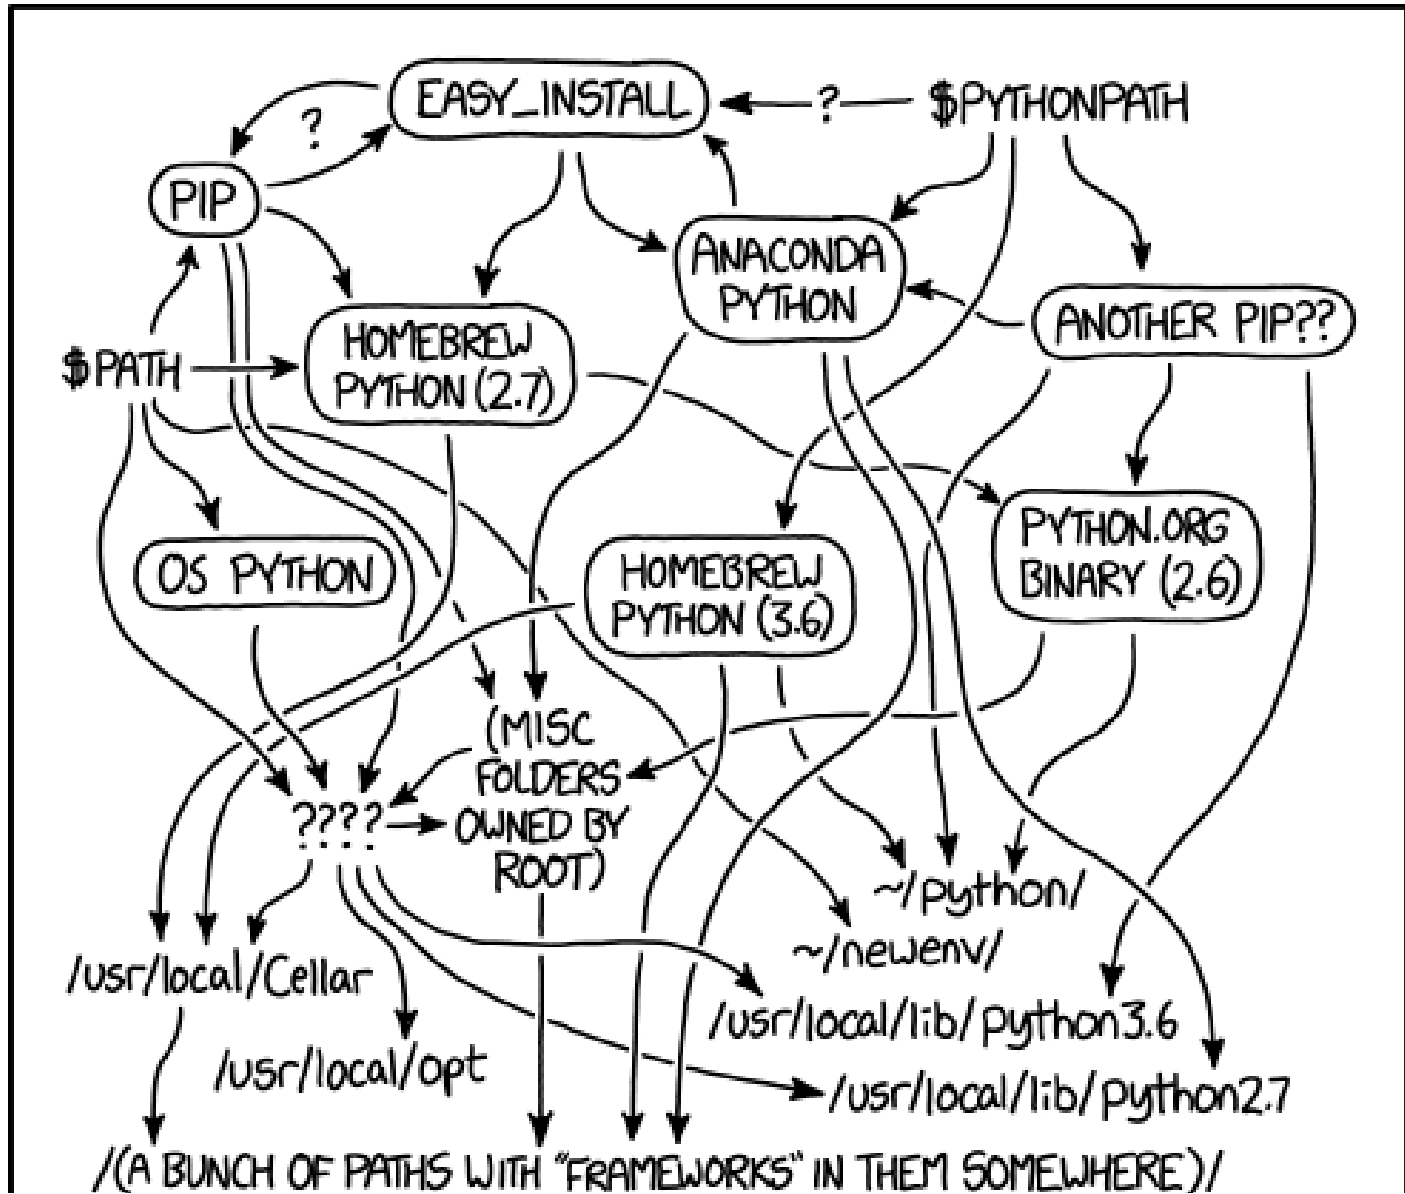 EASY_INSTALL
?
$PYTHONPATH
?
PIP
ANACONDA
PYTHON
ANOTHER PIP??
HOMEBREW
PYTHON (2.7)
$PATH
OS PYTHON
HOMEBREW
PYTHON (3.6)
PYTHON.ORG
BINARY (2.6)
(MISC
FOLDERS
OWNED BY
ROOT)
????
~/python/
~/newenv/
/usr/local/Cellar
/usr/local/lib/python3.6
/usr/local/opt
/usr/local/lib/python2.7
/(A BUNCH OF PATHS WITH "FRAMEWORKS" IN THEM SOMEWHERE)/